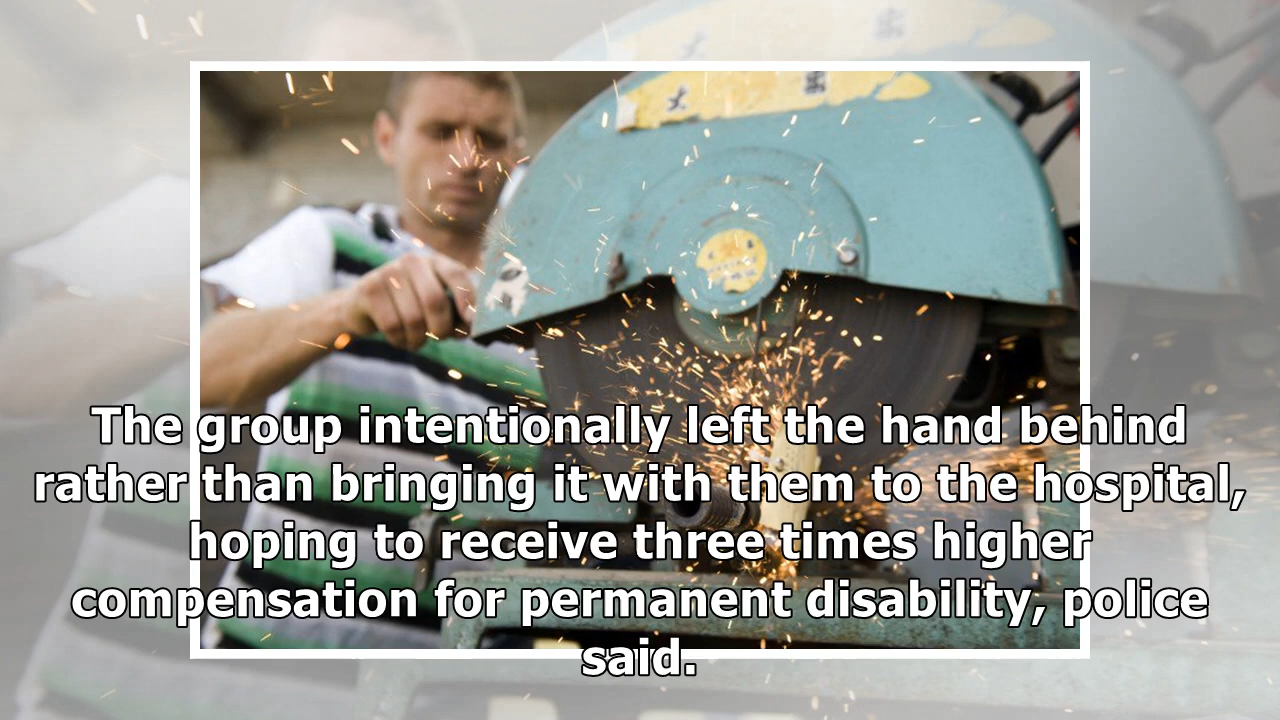 The group intentionally left the hand behind
rather than bringing it with them to the hospital,
hoping to receive three times higher
compensation for permanent disability, police
said.